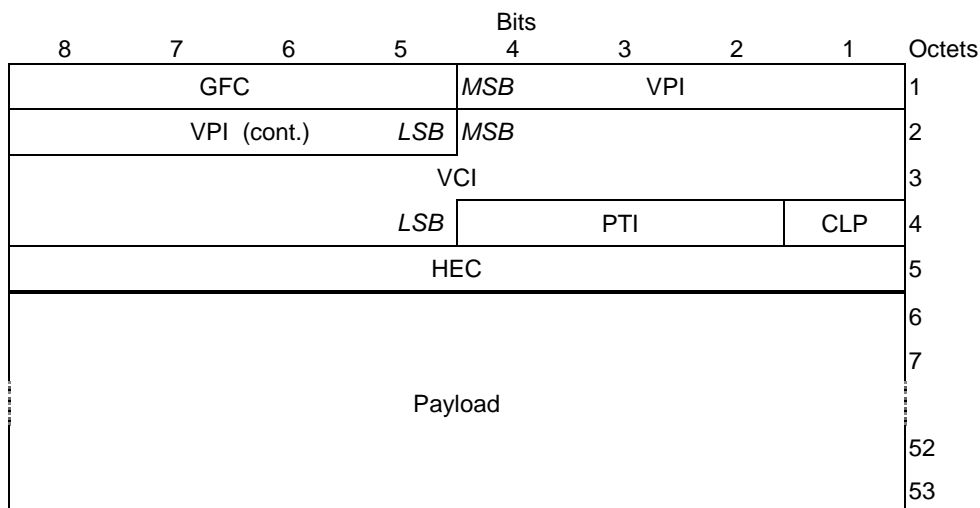 Bits
8 7 6 5 4 3 2 1 Octets
GFC MSB VPI 1
VPI (cont.) LSB MSB 2
VCI 3
LSB PTI CLP 4
HEC 5
6
7
Payload
52
53